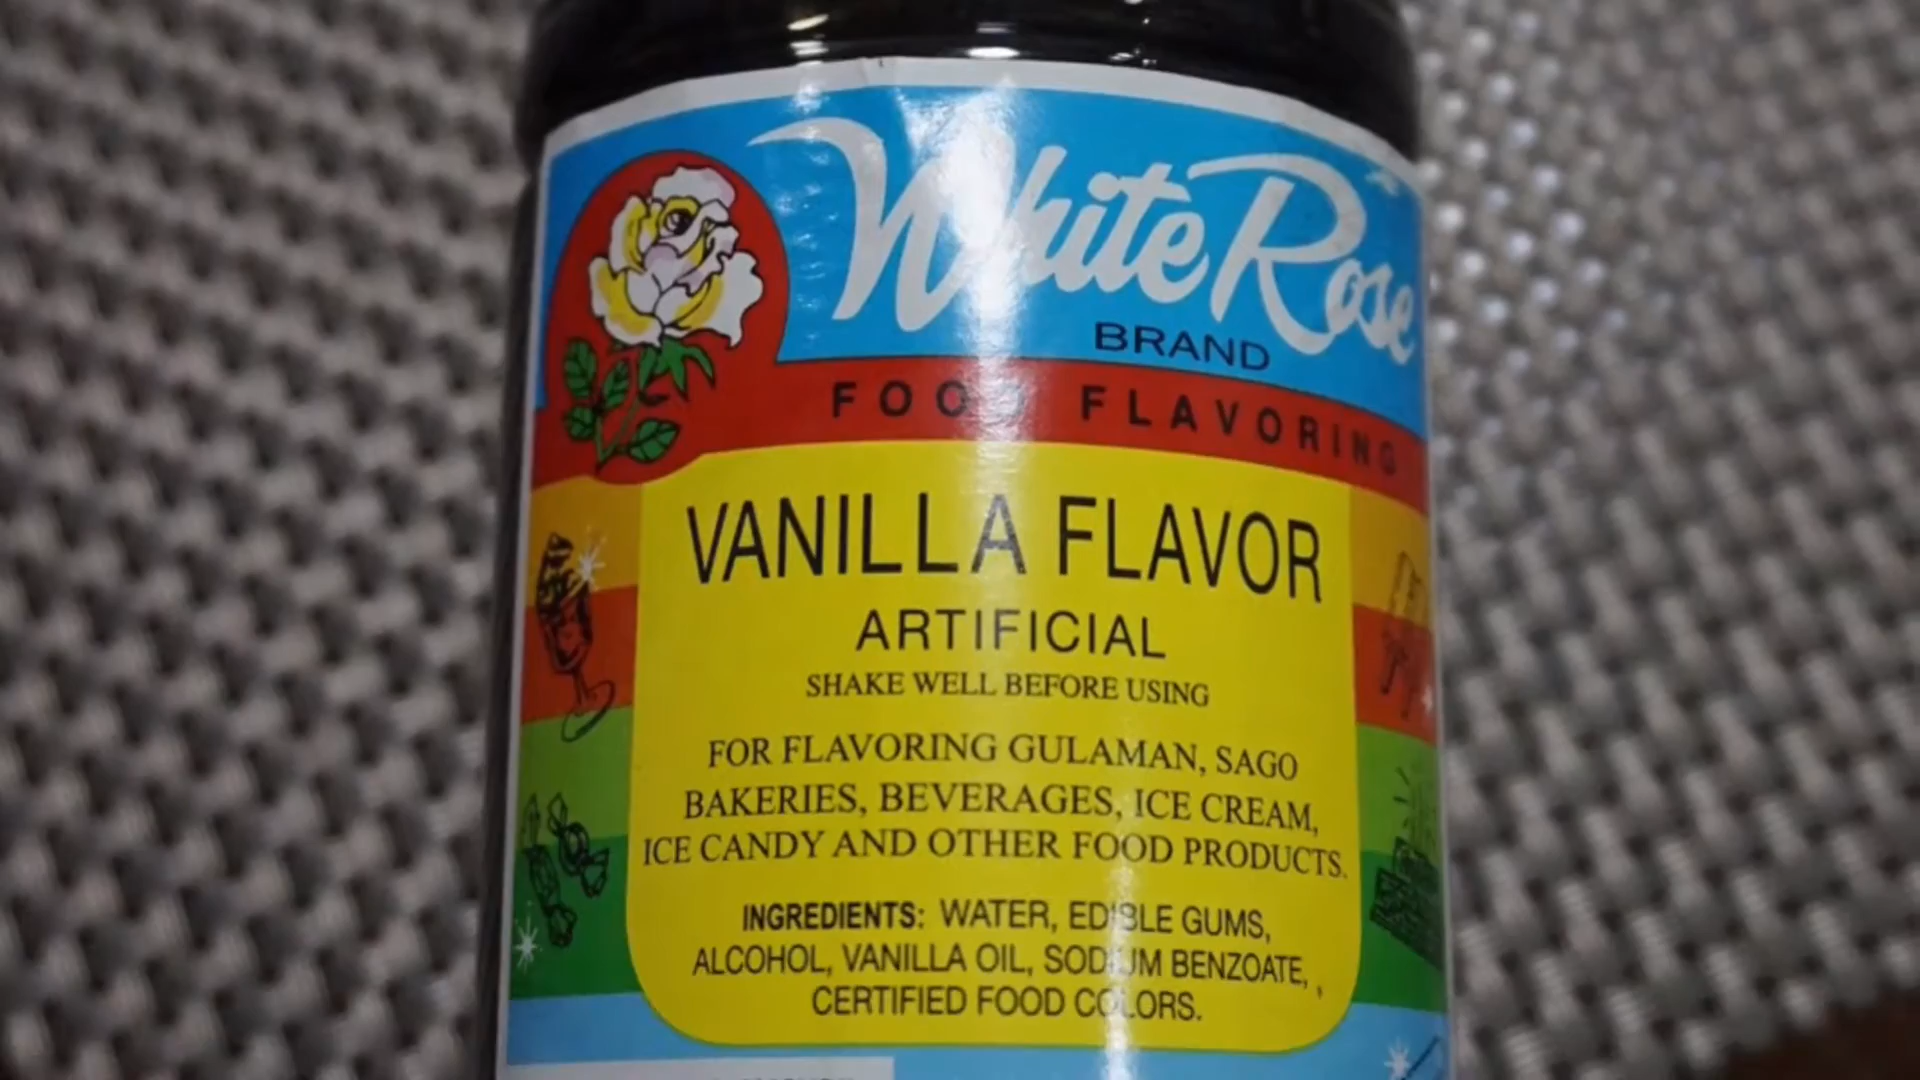 White Rose
BRAND
FOOD FLAVORING
VANILLA FLAVOR
ARTIFICIAL
SHAKE WELL BEFORE USING
FOR FLAVORING GULAMAN, SAGO
BAKERIES, BEVERAGES, ICE CREAM,
ICE CANDY AND OTHER FOOD PRODUCTS.
INGREDIENTS: WATER, EDIBLE GUMS,
ALCOHOL, VANILLA OIL, SODIUM BENZOATE, ,
CERTIFIED FOOD COLORS.